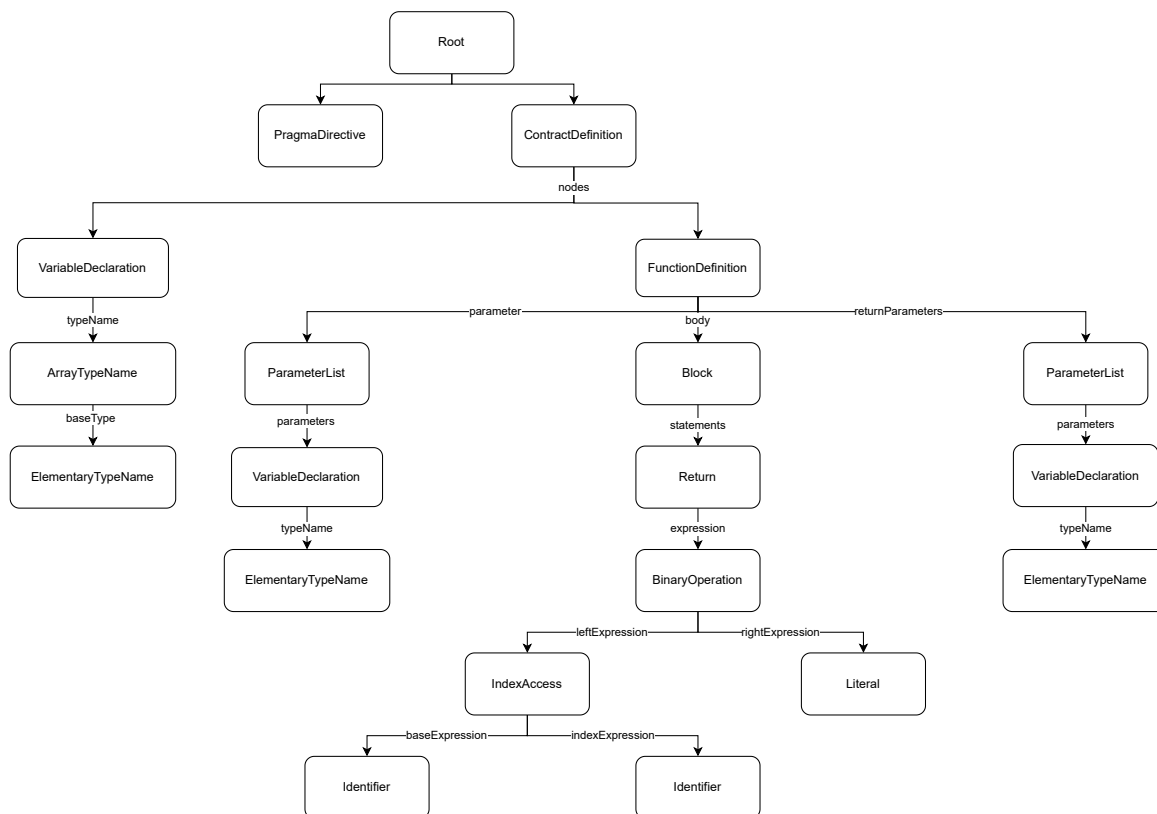 Root
PragmaDirective
ContractDefinition
nodes
VariableDeclaration
FunctionDefinition
typeName
parameter
body
returnParameters
ArrayTypeName
ParameterList
Block
ParameterList
baseType
parameters
statements
parameters
ElementaryTypeName
VariableDeclaration
Return
VariableDeclaration
typeName
expression
typeName
ElementaryTypeName
BinaryOperation
ElementaryTypeName
leftExpression
rightExpression
IndexAccess
Literal
baseExpression
indexExpression
Identifier
Identifier